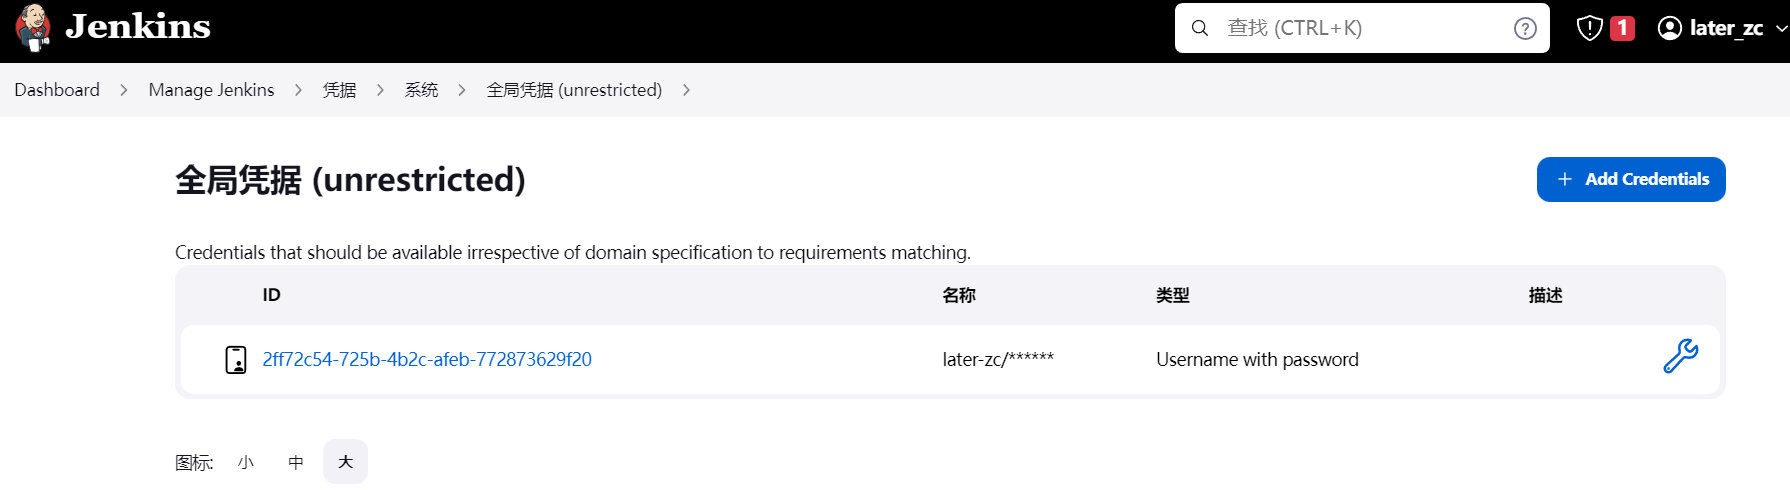 Jenkins 查找 (CTRL+K) 1 later_zc
Dashboard Manage Jenkins 凭据 系统 全局凭据 (unrestricted)
全局凭据 (unrestricted) Add Credentials
Credentials that should be available irrespective of domain specification to requirements matching.
ID 名称 类型 描述
2ff72c54-725b-4b2c-afeb-772873629f20 later-zc/****** Username with password
图标: 小 中 大